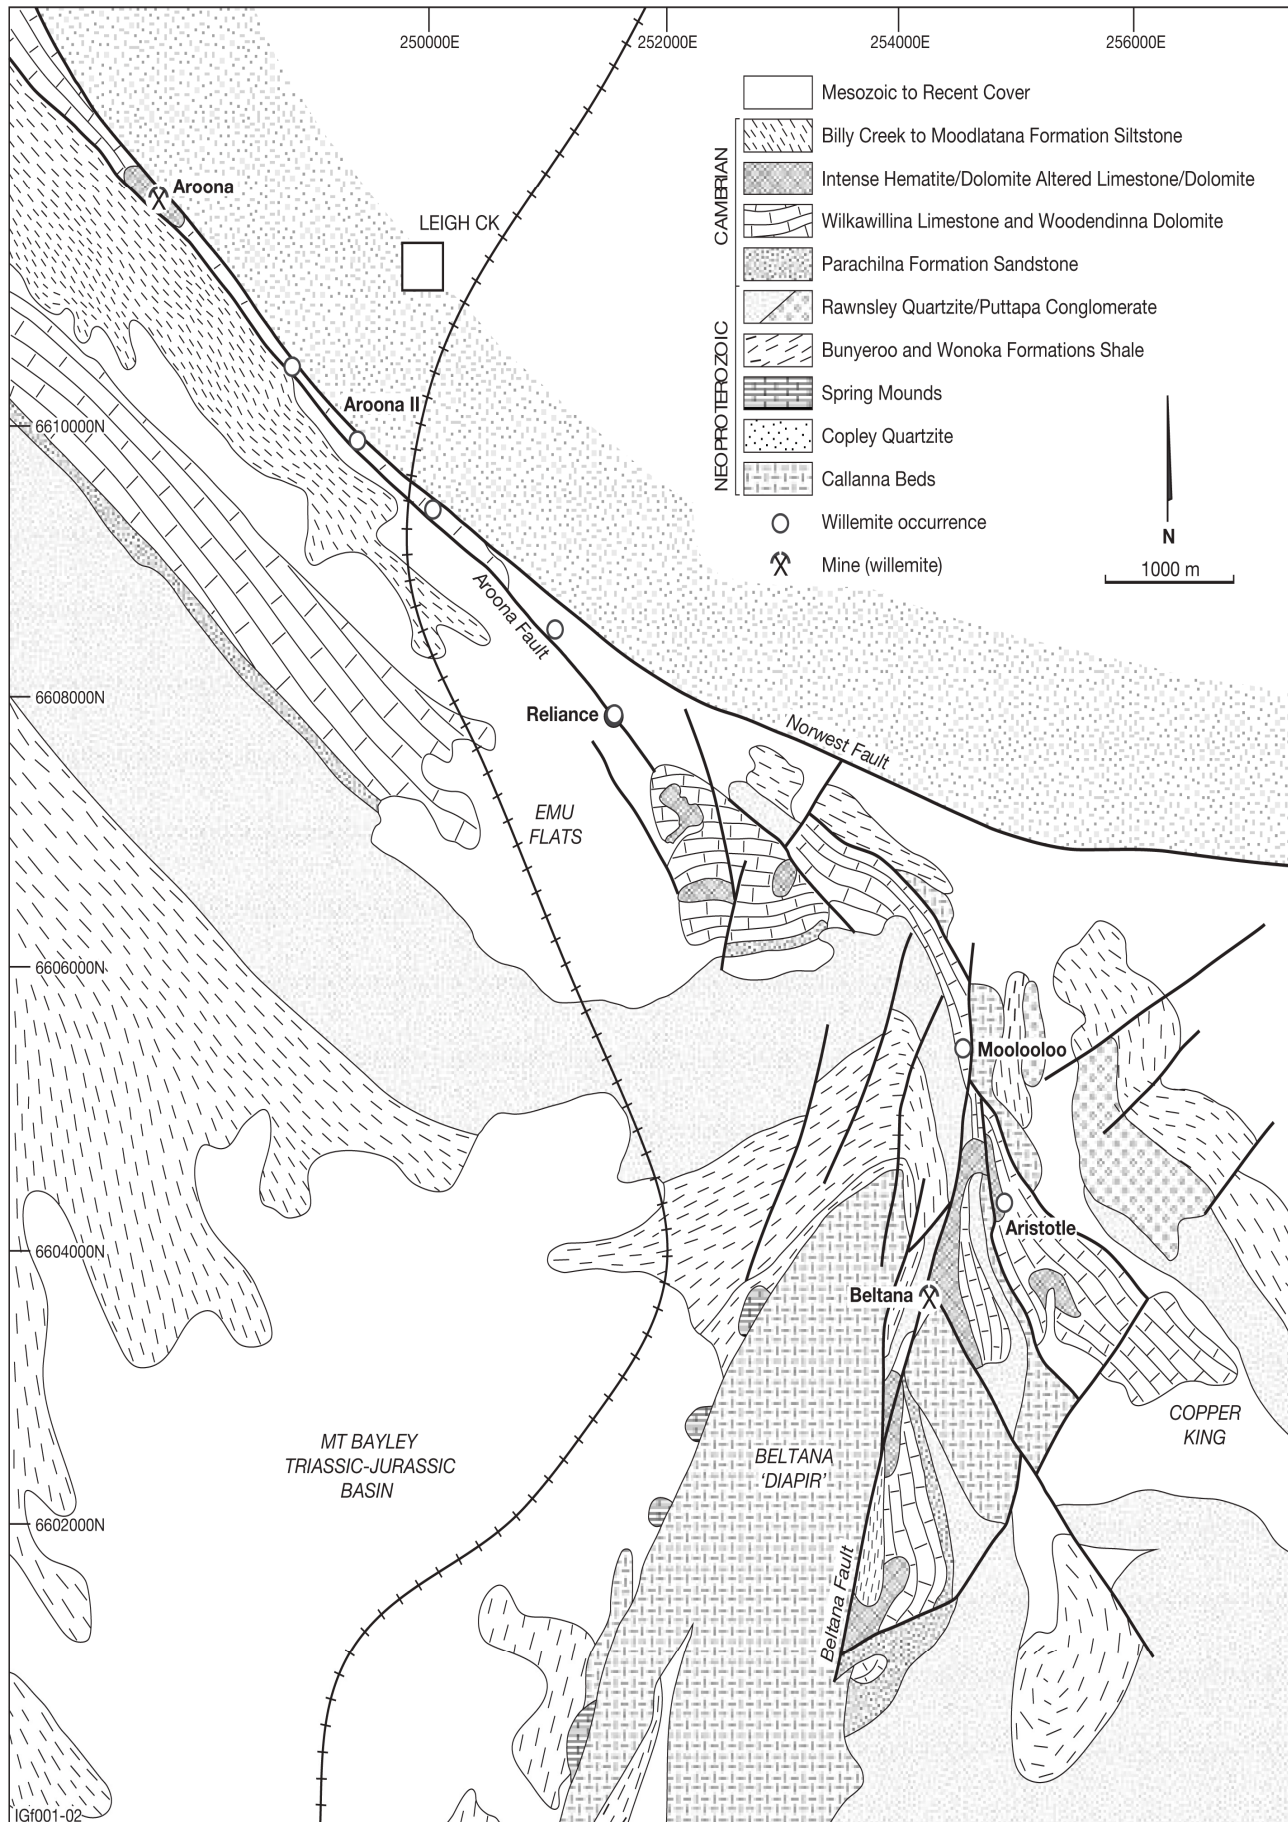 250000E
252000E
254000E
256000E
Mesozoic to Recent Cover
CAMBRIAN
Billy Creek to Moodlatana Formation Siltstone
Intense Hematite/Dolomite Altered Limestone/Dolomite
Wilkawillina Limestone and Woodendinna Dolomite
Parachilna Formation Sandstone
NEOPROTEROZOIC
Rawnsley Quartzite/Puttapa Conglomerate
Bunyeroo and Wonoka Formations Shale
Spring Mounds
Copley Quartzite
Callanna Beds
Willemite occurrence
Mine (willemite)
N
1000 m
Aroona
LEIGH CK
Aroona II
6610000N
Aroona Fault
6608000N
Reliance
Norwest Fault
EMU
FLATS
6606000N
Moolooloo
Aristotle
6604000N
Beltana
COPPER
KING
MT BAYLEY
TRIASSIC-JURASSIC
BASIN
BELTANA
‘DIAPIR’
6602000N
Beltana Fault
IGf001-02